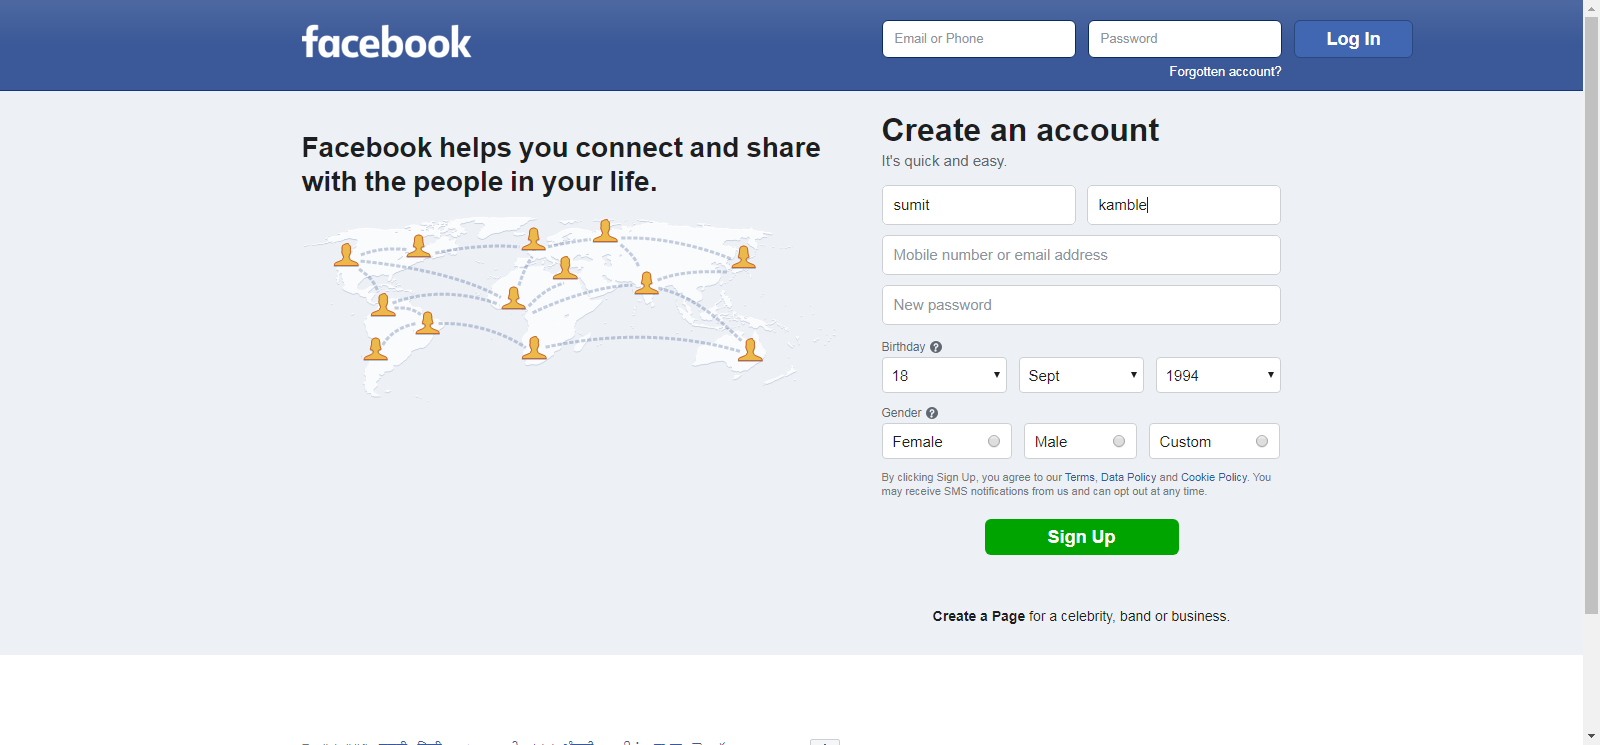 facebook
Email or Phone
Password
Log In
Forgotten account?
Facebook helps you connect and share
with the people in your life.
Create an account
It's quick and easy.
sumit
kamble
Mobile number or email address
New password
Birthday ?
18
Sept
1994
Gender ?
Female
Male
Custom
By clicking Sign Up, you agree to our Terms, Data Policy and Cookie Policy. You
may receive SMS notifications from us and can opt out at any time.
Sign Up
Create a Page for a celebrity, band or business.